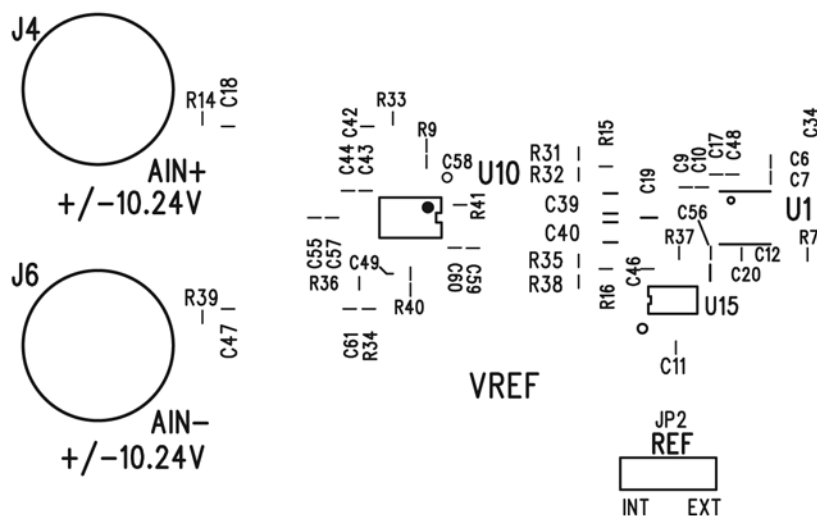 J4
R14
C18
AIN+
+/-10.24V
J6
R39
C47
AIN-
+/-10.24V
C42
R33
R9
C44
C43
C58
U10
R41
C55
C57
C49
R36
R40
C60
C59
C61
R34
VREF
R31
R32
C39
C40
R35
R38
R15
C19
R16
C46
C9
C10
C17
C48
C34
C6
C7
U1
C56
R37
C12
C20
R7
U15
C11
JP2
REF
INT EXT